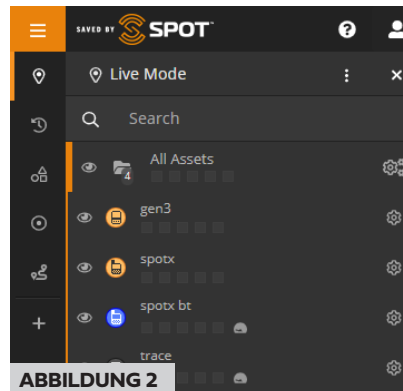 SAVED BY SPOT
Live Mode
Search
All Assets
4
gen3
spotx
spotx bt
trace
ABBILDUNG 2